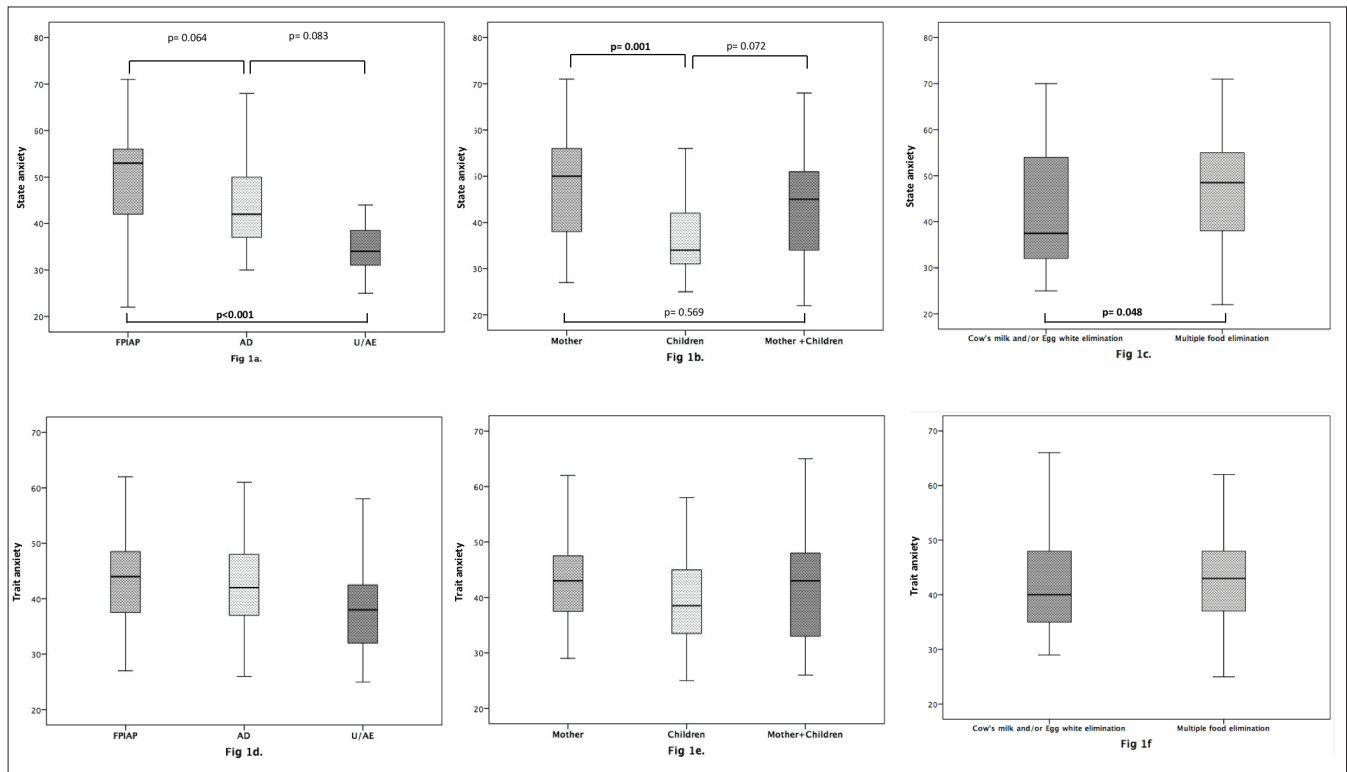 p= 0.064
p= 0.083
80
70
60
50
40
30
20
State anxiety
p<0.001
FPIAP
AD
U/AE
Fig 1a.
p= 0.001
p= 0.072
80
70
60
50
40
30
20
State anxiety
p= 0.569
Mother
Children
Mother +Children
Fig 1b.
80
70
60
50
40
30
20
State anxiety
p= 0.048
Cow's milk and/or Egg white elimination
Multiple food elimination
Fig 1c.
70
60
50
40
30
20
Trait anxiety
FPIAP
AD
U/AE
Fig 1d.
70
60
50
40
30
20
Trait anxiety
Mother
Children
Mother+Children
Fig 1e.
70
60
50
40
30
20
Trait anxiety
Cow's milk and/or Egg white elimination
Multiple food elimination
Fig 1f